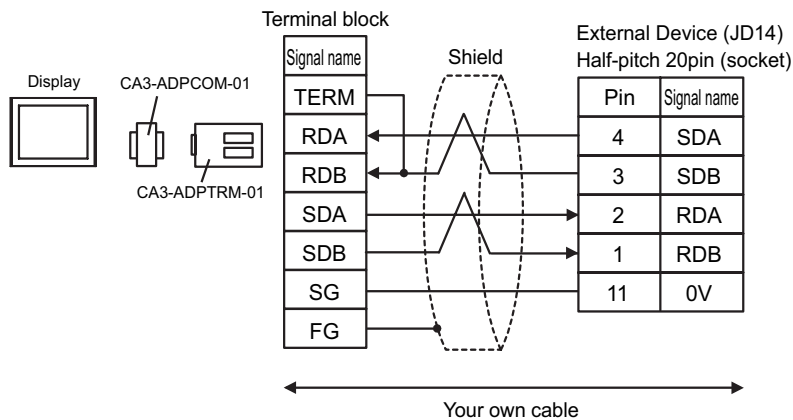 Terminal block
External Device (JD14)
Half-pitch 20pin (socket)
Display
CA3-ADPCOM-01
CA3-ADPTRM-01
Signal name
Shield
TERM
RDA
RDB
SDA
SDB
SG
FG
Pin Signal name
4 SDA
3 SDB
2 RDA
1 RDB
11 0V
Your own cable